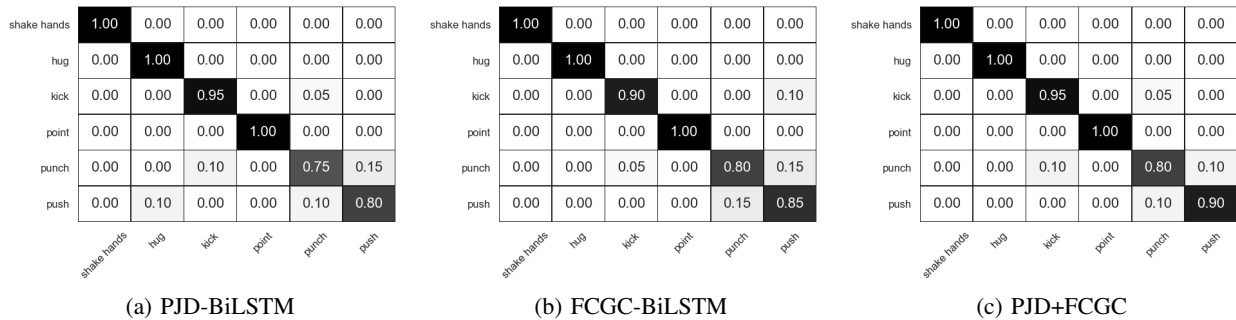 shake hands 1.00 0.00 0.00 0.00 0.00 0.00
hug 0.00 1.00 0.00 0.00 0.00 0.00
kick 0.00 0.00 0.95 0.00 0.05 0.00
point 0.00 0.00 0.00 1.00 0.00 0.00
punch 0.00 0.00 0.10 0.00 0.75 0.15
push 0.00 0.10 0.00 0.00 0.10 0.80
shake hands hug kick point punch push
(a) PJD-BiLSTM
shake hands 1.00 0.00 0.00 0.00 0.00 0.00
hug 0.00 1.00 0.00 0.00 0.00 0.00
kick 0.00 0.00 0.90 0.00 0.00 0.10
point 0.00 0.00 0.00 1.00 0.00 0.00
punch 0.00 0.00 0.05 0.00 0.80 0.15
push 0.00 0.00 0.00 0.00 0.15 0.85
shake hands hug kick point punch push
(b) FCGC-BiLSTM
shake hands 1.00 0.00 0.00 0.00 0.00 0.00
hug 0.00 1.00 0.00 0.00 0.00 0.00
kick 0.00 0.00 0.95 0.00 0.05 0.00
point 0.00 0.00 0.00 1.00 0.00 0.00
punch 0.00 0.00 0.10 0.00 0.80 0.10
push 0.00 0.00 0.00 0.00 0.10 0.90
shake hands hug kick point punch push
(c) PJD+FCGC